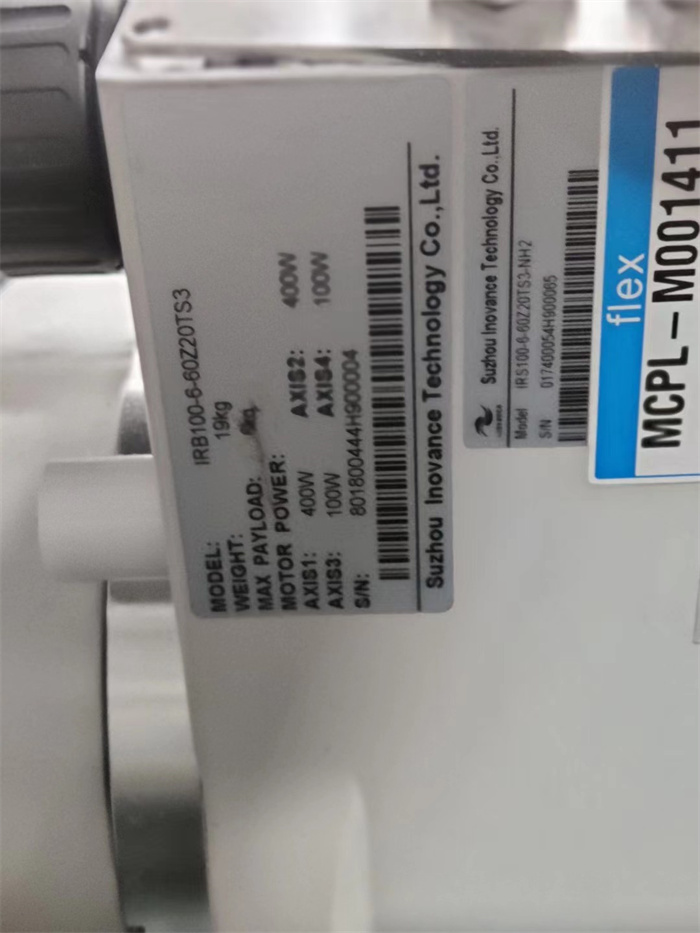 MODEL: IRB100-6-60Z20TS3
WEIGHT: 19kg
MAX PAYLOAD:
MOTOR POWER:
AXIS1: 400W AXIS2: 400W
AXIS3: 100W AXIS4: 100W
S/N: 801800444H900004
Suzhou Inovance Technology Co.,Ltd.
Suzhou Inovance Technology Co.,Ltd.
Model IRS100-6-60Z20TS3-NH2
S/N 017400054H900065
flex
MCPL-M001411